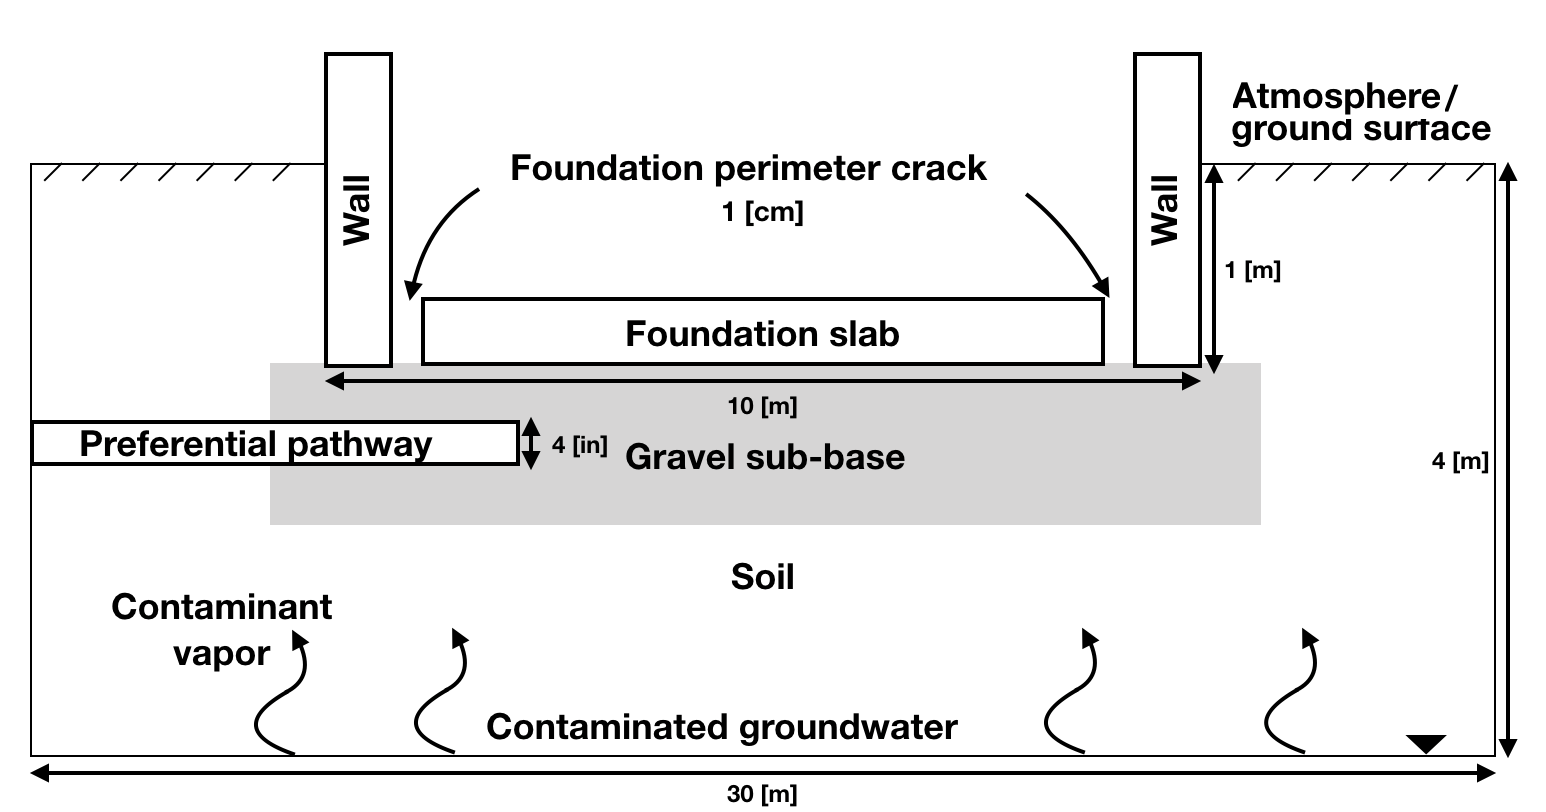 Atmosphere/
ground surface
Foundation perimeter crack
1 [cm]
Wall
Wall
1 [m]
Foundation slab
10 [m]
Preferential pathway
4 [in]
Gravel sub-base
4 [m]
Soil
Contaminant
vapor
Contaminated groundwater
30 [m]